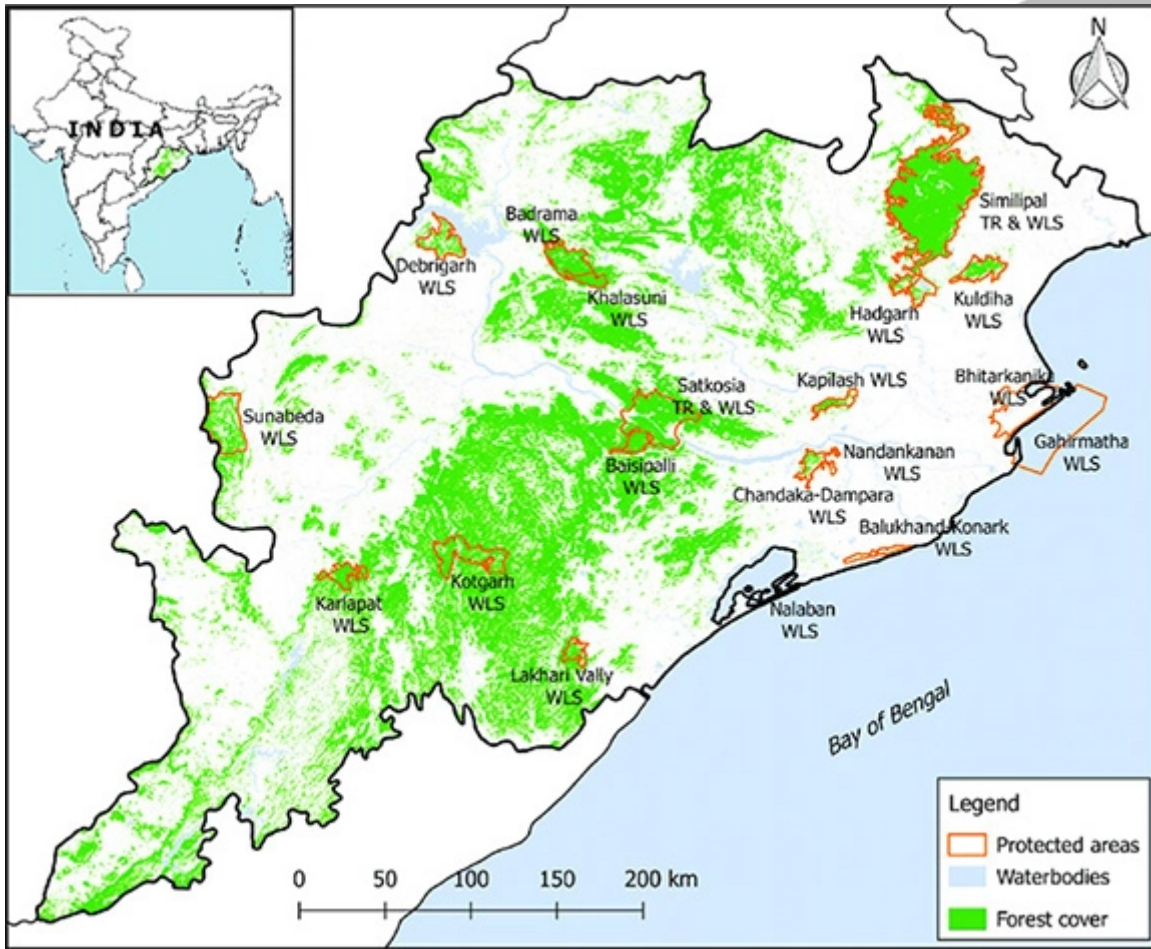 INDIA
N
Similipal
TR & WLS
Badrama
WLS
Debrigarh
WLS
Khalasuni
WLS
Hadgarh
WLS
Kuldiha
WLS
Sunabeda
WLS
Satkosia
TR & WLS
Kapilash WLS
Bhitarkanika
WLS
Gahirmatha
WLS
Baisipalli
WLS
Nandankanan
WLS
Chandaka-Dampara
WLS
Balukhand-Konark
WLS
Karlapat
WLS
Kotgarh
WLS
Nalaban
WLS
Lakhari Vally
WLS
Bay of Bengal
Legend
Protected areas
Waterbodies
Forest cover
0 50 100 150 200 km